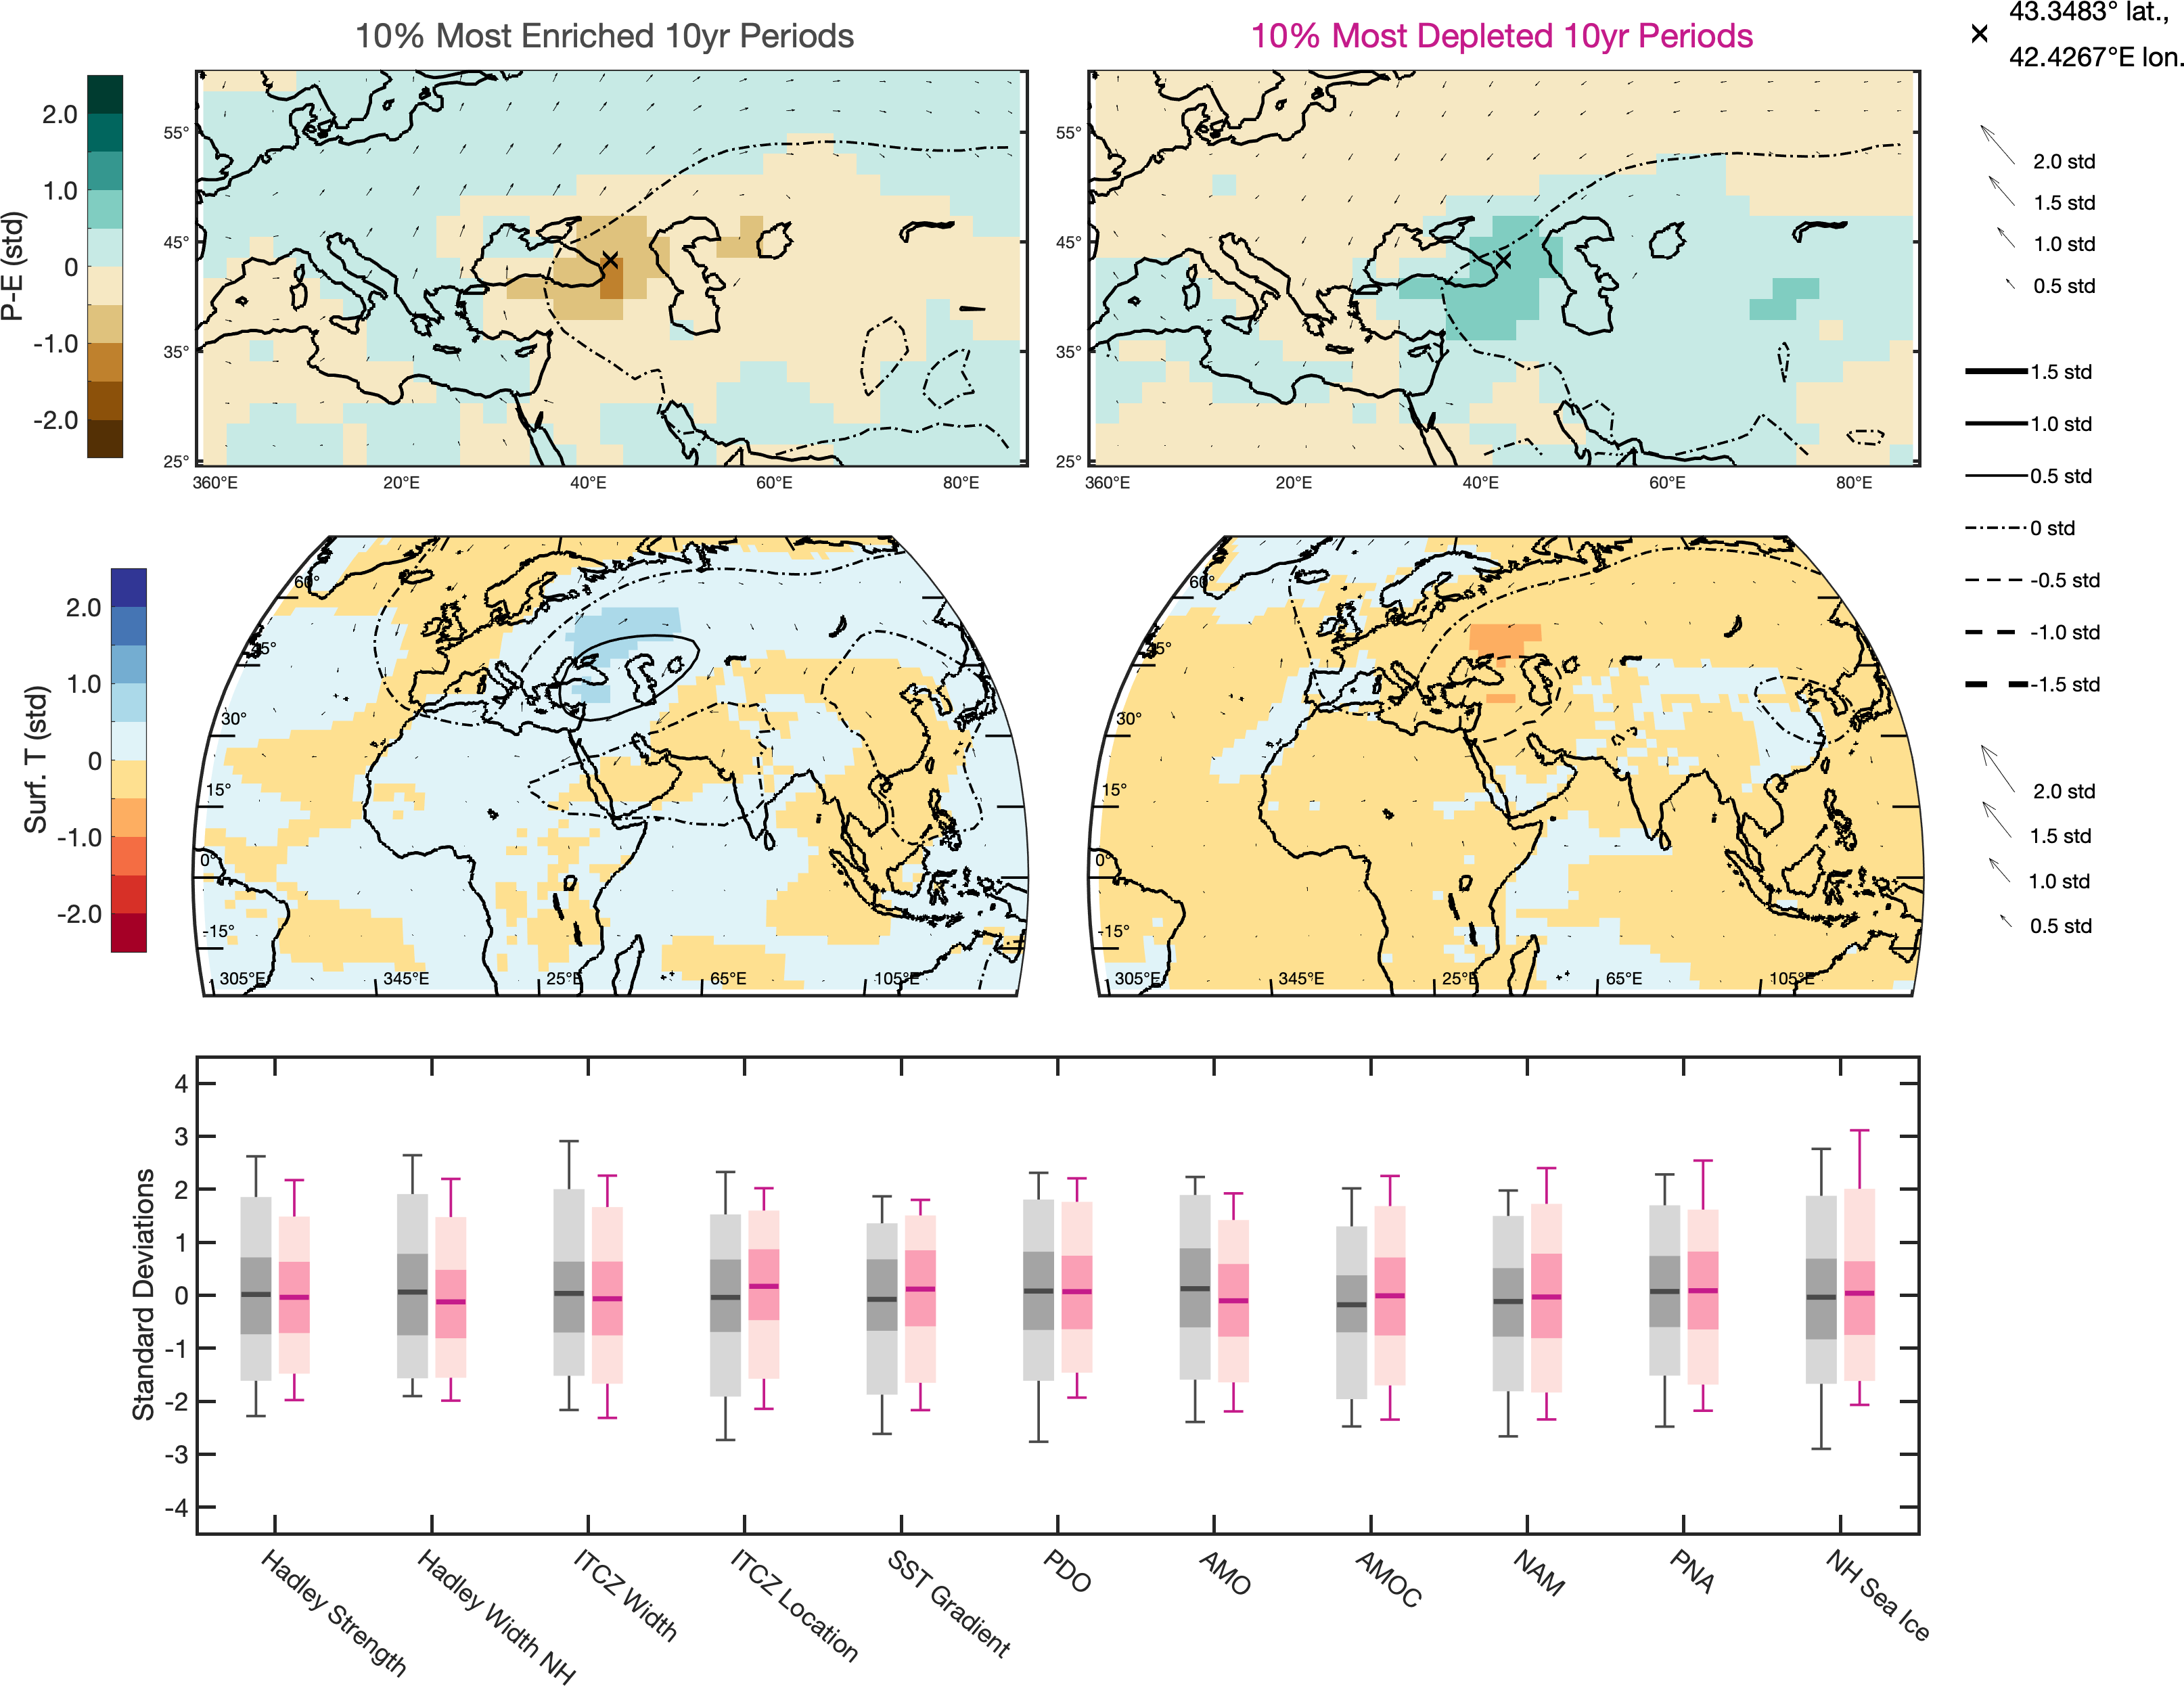 10% Most Enriched 10yr Periods
10% Most Depleted 10yr Periods
43.3483° lat.,
42.4267°E lon.
P-E (std)
2.0
1.0
0
-1.0
-2.0
55°
45°
35°
25°
360°E
20°E
40°E
60°E
80°E
55°
45°
35°
25°
360°E
20°E
40°E
60°E
80°E
2.0 std
1.5 std
1.0 std
0.5 std
1.5 std
1.0 std
0.5 std
0 std
-0.5 std
-1.0 std
-1.5 std
2.0 std
1.5 std
1.0 std
0.5 std
Surf. T (std)
2.0
1.0
0
-1.0
-2.0
60°
45°
30°
15°
0°
-15°
305°E
345°E
25°E
65°E
105°E
60°
45°
30°
15°
0°
-15°
305°E
345°E
25°E
65°E
105°E
Standard Deviations
4
3
2
1
0
-1
-2
-3
-4
Hadley Strength
Hadley Width NH
ITCZ Width
ITCZ Location
SST Gradient
PDO
AMO
AMOC
NAM
PNA
NH Sea Ice